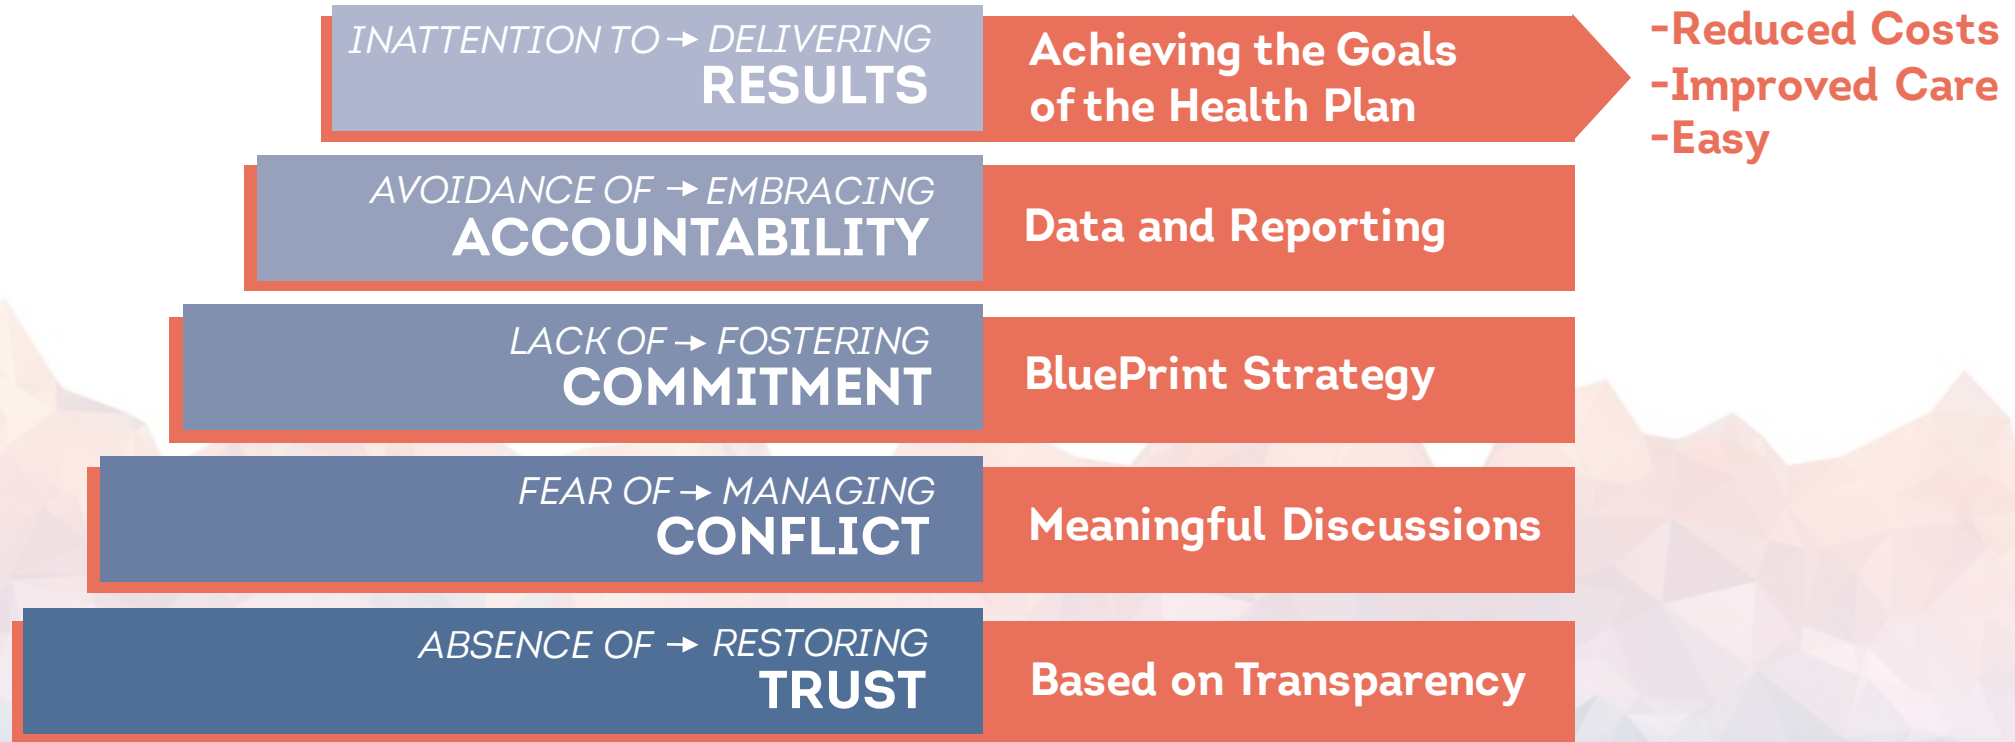 INATTENTION TO → DELIVERING
RESULTS
Achieving the Goals
of the Health Plan
-Reduced Costs
-Improved Care
-Easy
AVOIDANCE OF → EMBRACING
ACCOUNTABILITY
Data and Reporting
LACK OF → FOSTERING
COMMITMENT
BluePrint Strategy
FEAR OF → MANAGING
CONFLICT
Meaningful Discussions
ABSENCE OF → RESTORING
TRUST
Based on Transparency